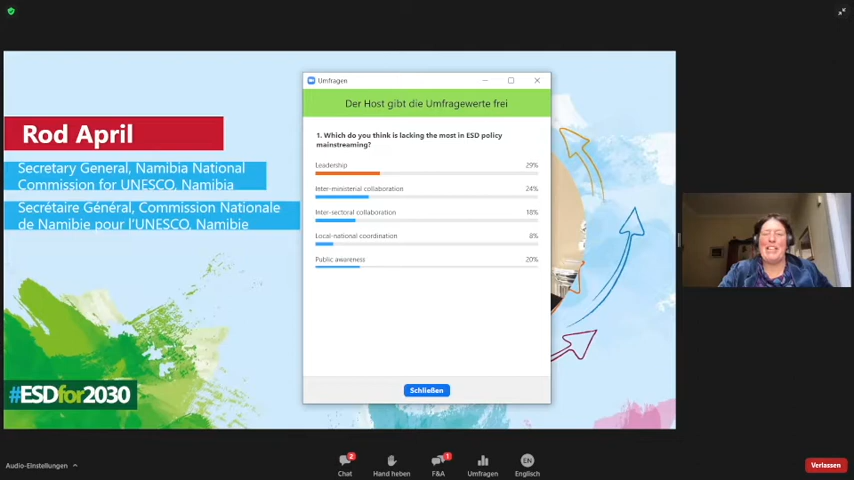 Rod April
Secretary General, Namibia National
Commission for UNESCO, Namibia
Secrétaire Général, Commission Nationale
de Namibie pour l'UNESCO, Namibie
#ESDfor2030
Umfragen
Der Host gibt die Umfragewerte frei
1. Which do you think is lacking the most in ESD policy
mainstreaming?
Leadership 29%
Inter-ministerial collaboration 24%
Inter-sectoral collaboration 18%
Local-national coordination 8%
Public awareness 20%
Schließen
Audio-Einstellungen
2
Chat
Hand heben
1
F&A
Umfragen
EN
Englisch
Verlassen